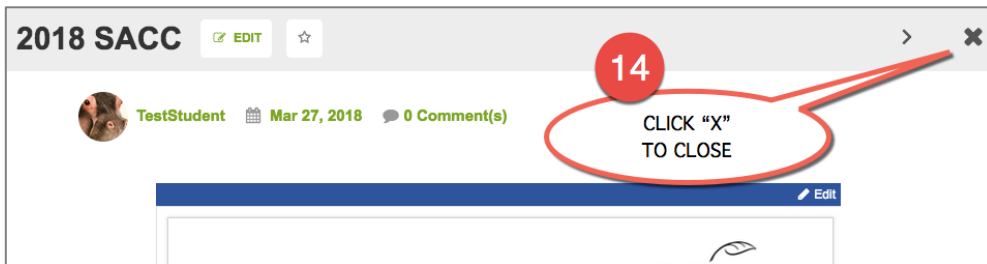 2018 SACC EDIT
14
TestStudent Mar 27, 2018 0 Comment(s)
CLICK “X”
TO CLOSE
Edit